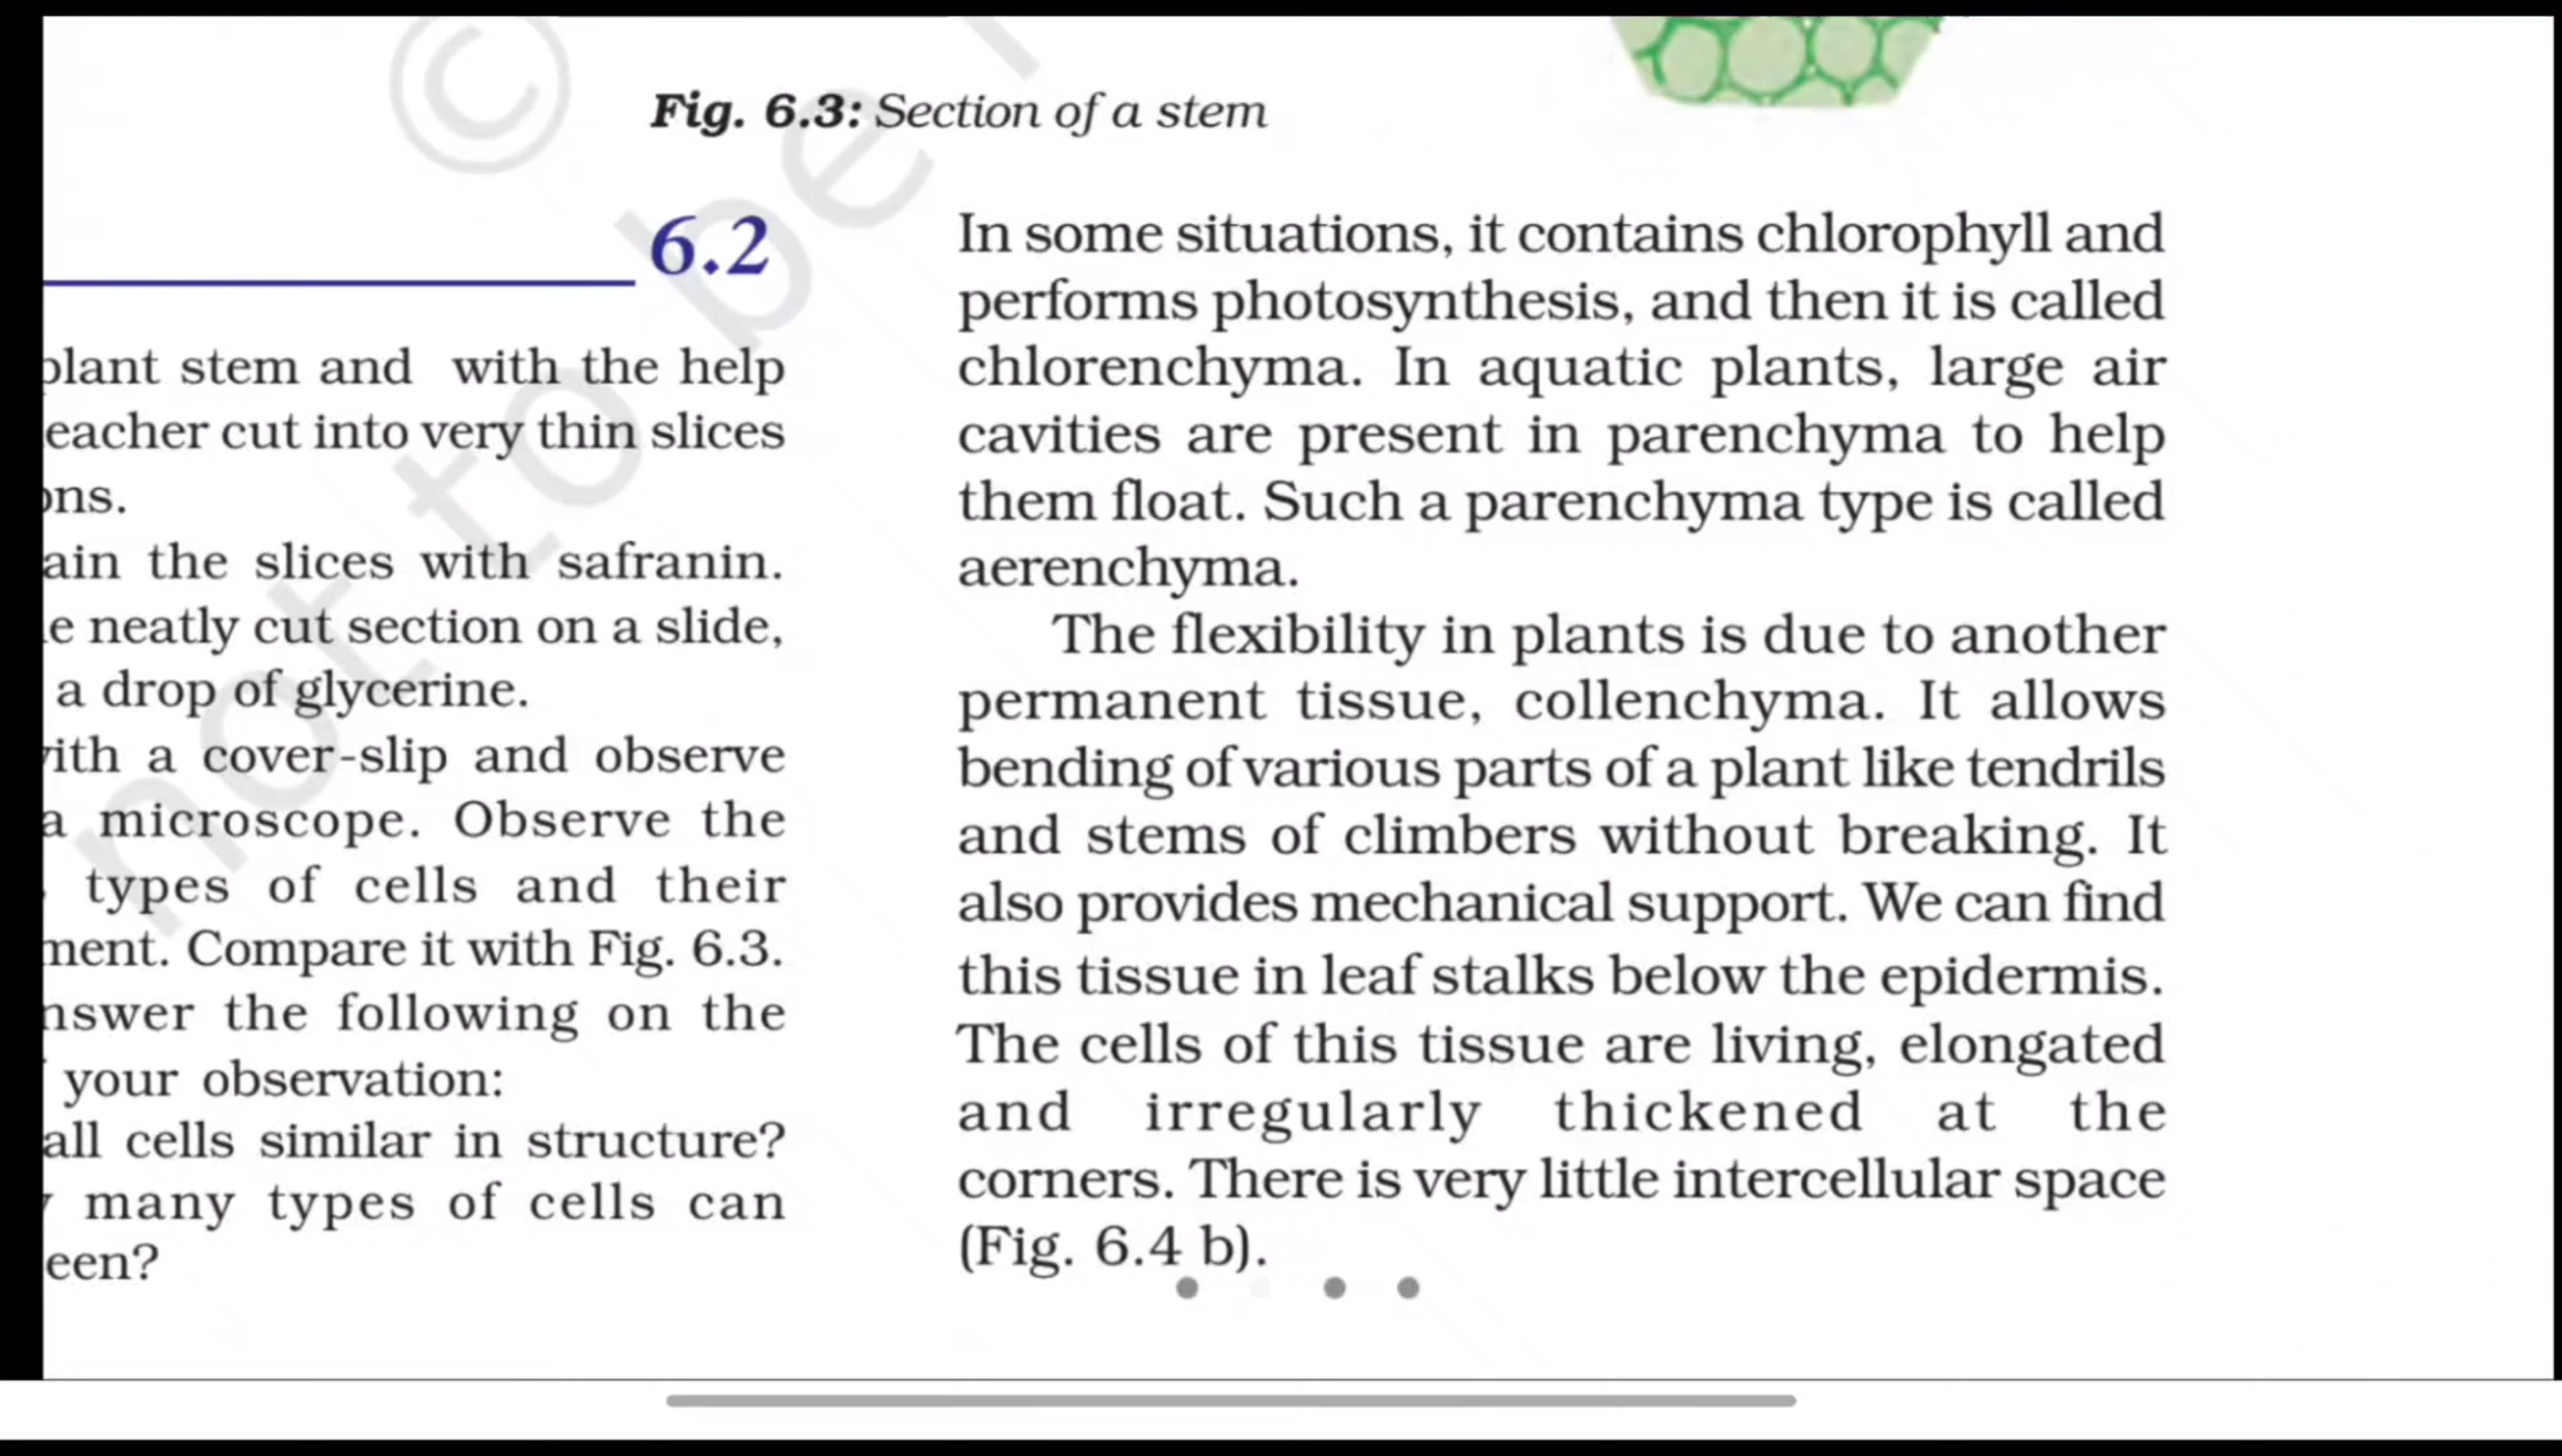 Fig. 6.3: Section of a stem
6.2
plant stem and with the help
eacher cut into very thin slices
ons.
ain the slices with safranin.
e neatly cut section on a slide,
a drop of glycerine.
ith a cover-slip and observe
a microscope. Observe the
types of cells and their
ment. Compare it with Fig. 6.3.
nswer the following on the
your observation:
all cells similar in structure?
many types of cells can
een?
In some situations, it contains chlorophyll and
performs photosynthesis, and then it is called
chlorenchyma. In aquatic plants, large air
cavities are present in parenchyma to help
them float. Such a parenchyma type is called
aerenchyma.
The flexibility in plants is due to another
permanent tissue, collenchyma. It allows
bending of various parts of a plant like tendrils
and stems of climbers without breaking. It
also provides mechanical support. We can find
this tissue in leaf stalks below the epidermis.
The cells of this tissue are living, elongated
and irregularly thickened at the
corners. There is very little intercellular space
(Fig. 6.4 b).
©
not to be